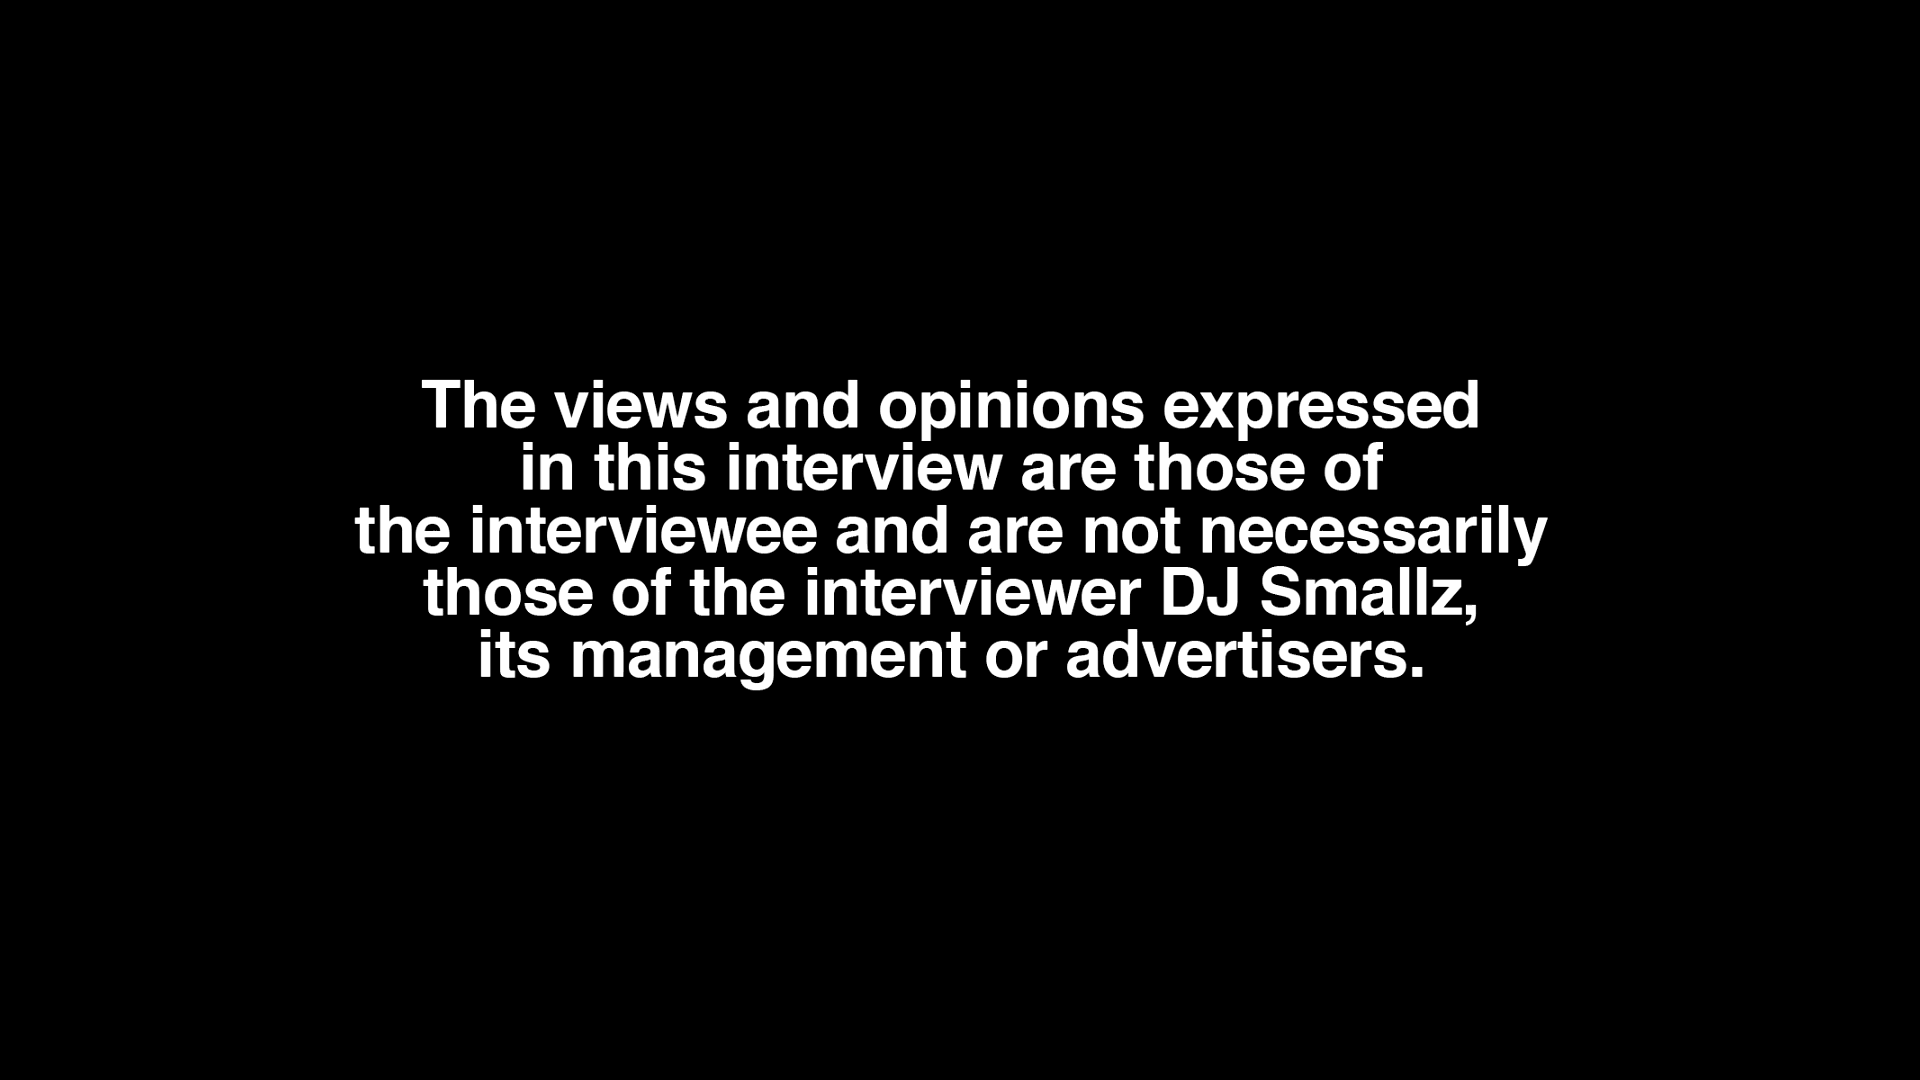 The views and opinions expressed
in this interview are those of
the interviewee and are not necessarily
those of the interviewer DJ Smallz,
its management or advertisers.